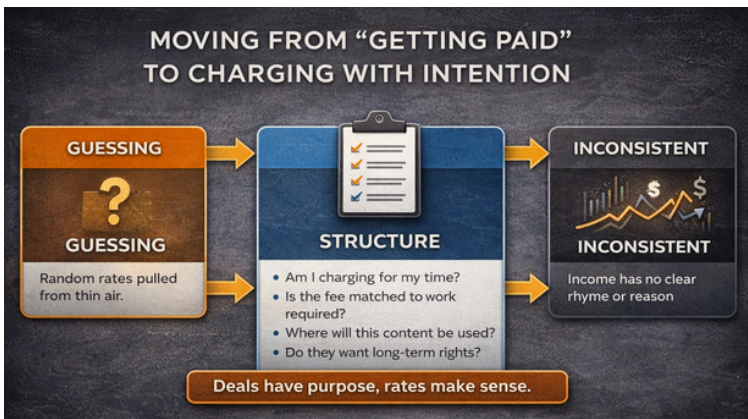 MOVING FROM “GETTING PAID”
TO CHARGING WITH INTENTION
GUESSING
?
GUESSING
Random rates pulled
from thin air.
STRUCTURE
• Am I charging for my time?
• Is the fee matched to work
required?
• Where will this content be used?
• Do they want long-term rights?
INCONSISTENT
$ $
INCONSISTENT
Income has no clear
rhyme or reason
Deals have purpose, rates make sense.